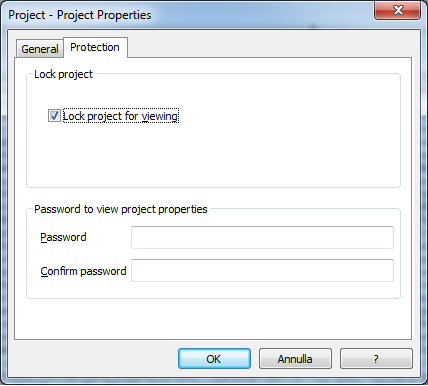 Project - Project Properties
General
Protection
Lock project
Lock project for viewing
Password to view project properties
Password
Confirm password
OK
Annulla
?